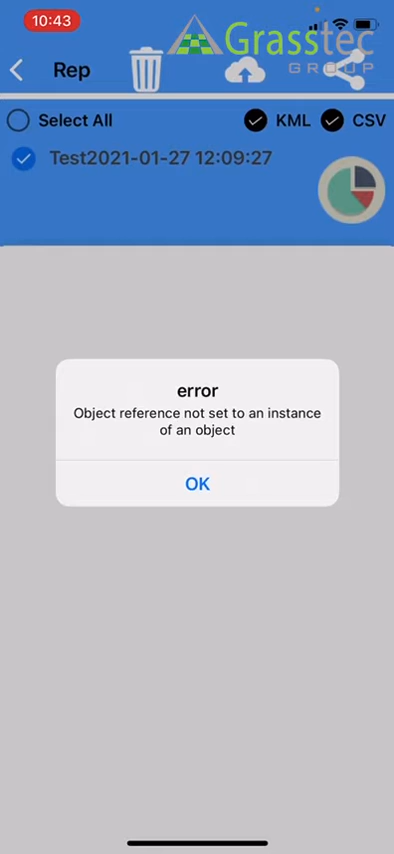 10:43
Grasstec
GROUP
Rep
Select All
KML
CSV
Test2021-01-27 12:09:27
error
Object reference not set to an instance
of an object
OK